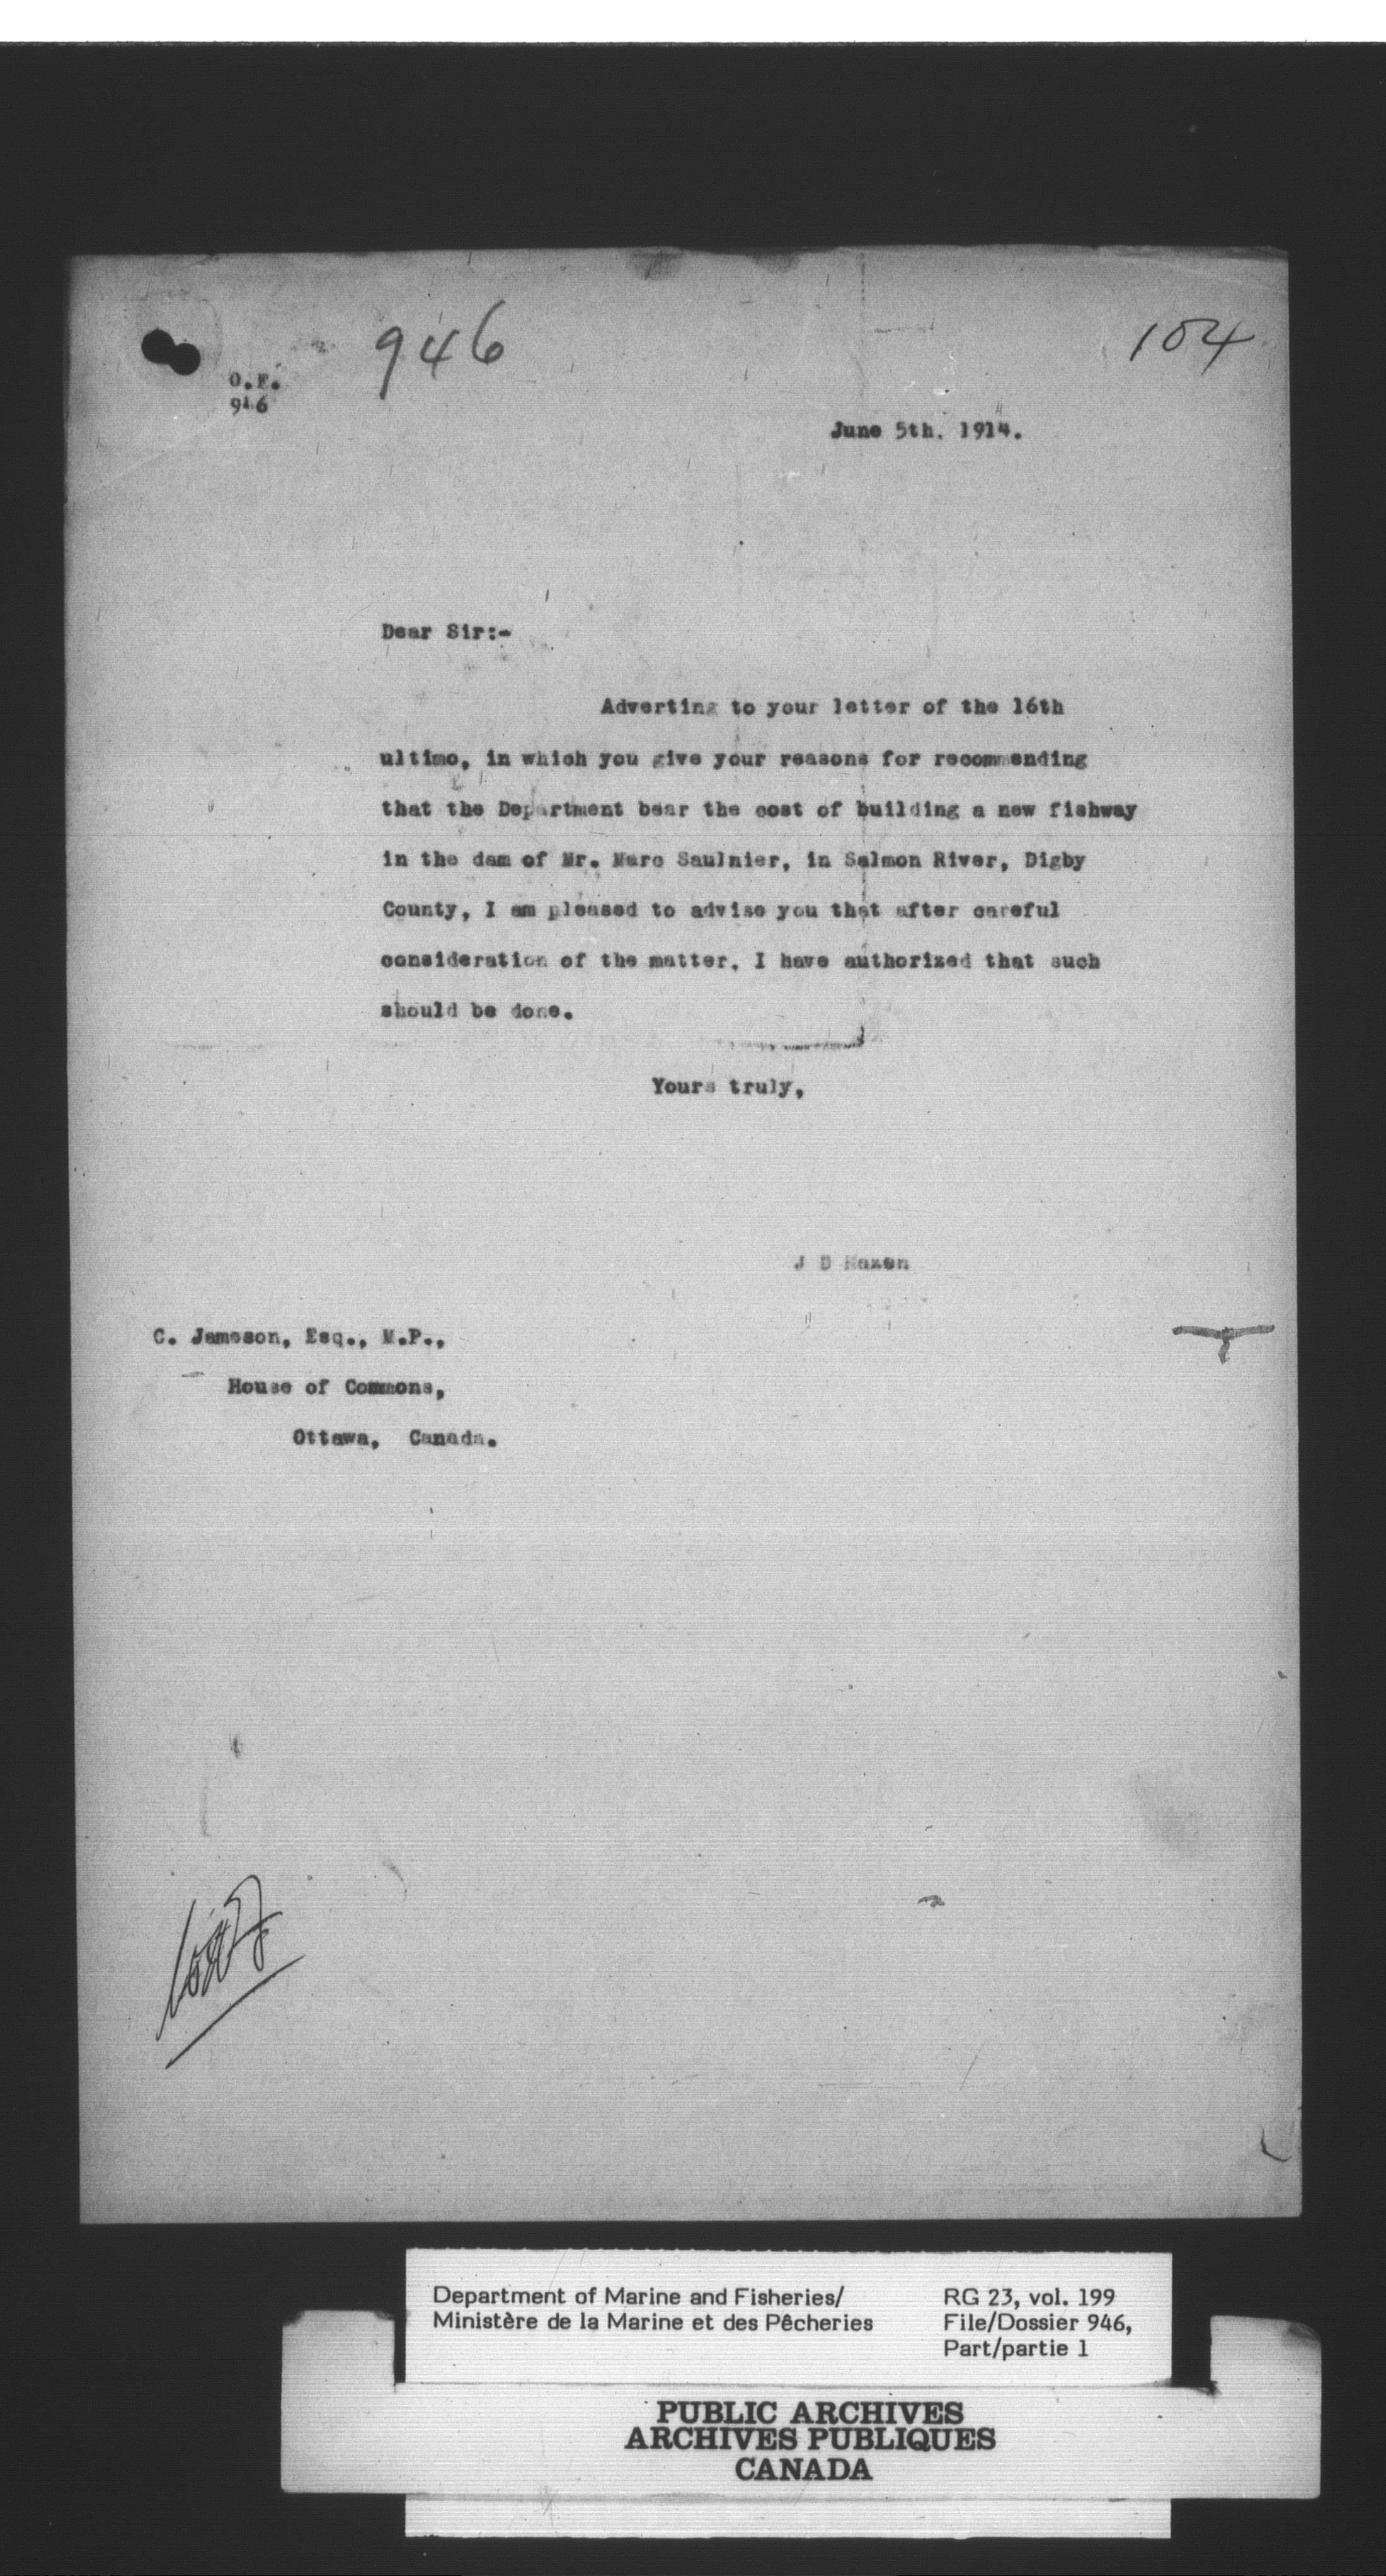 946
104
O.F.
946
June 5th. 1914.
Dear Sir:-
Adverting to your letter of the 16th
ultimo, in which you give your reasons for recommending
that the Department bear the cost of building a new fishway
in the dam of Mr. Marc Saulnier, in Salmon River, Digby
County, I am pleased to advise you that after careful
consideration of the matter, I have authorized that such
should be done.
Yours truly,
J D Hazen
C. Jameson, Esq., M.P.,
House of Commons,
Ottawa, Canada.
Department of Marine and Fisheries/
Ministère de la Marine et des Pêcheries
RG 23, vol. 199
File/Dossier 946,
Part/partie 1
PUBLIC ARCHIVES
ARCHIVES PUBLIQUES
CANADA